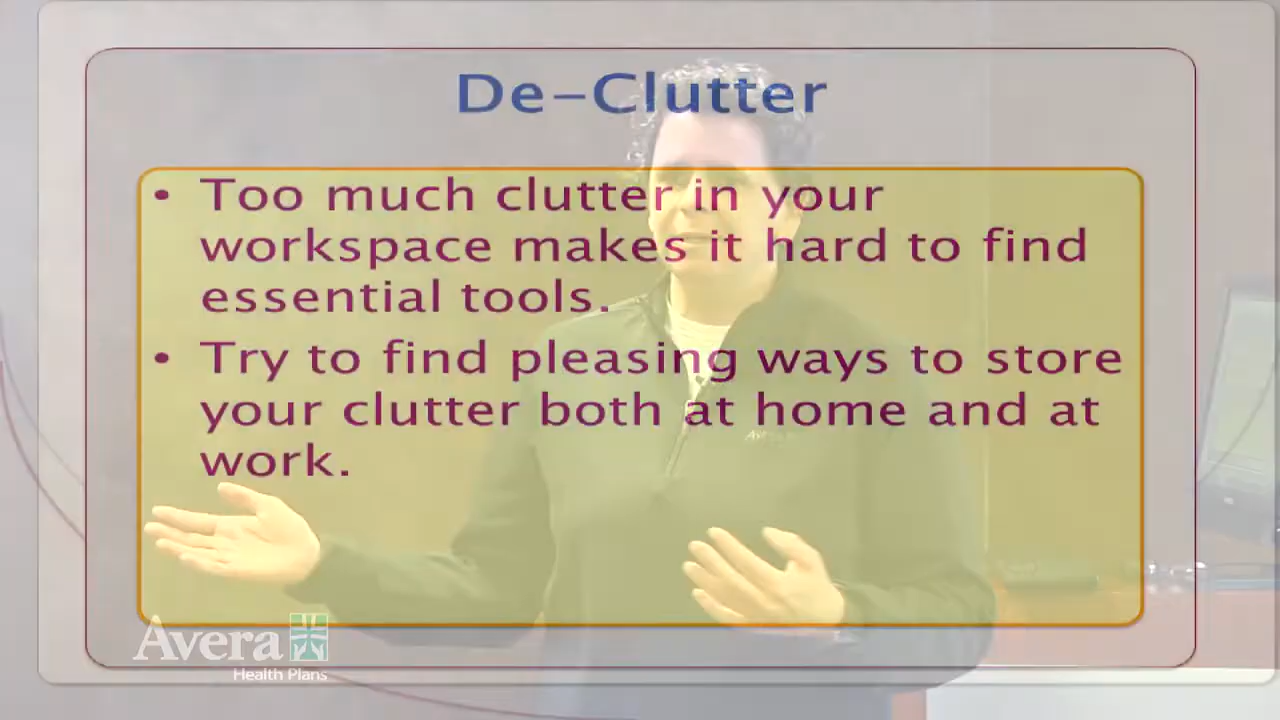 De-Clutter
• Too much clutter in your
workspace makes it hard to find
essential tools.
• Try to find pleasing ways to store
your clutter both at home and at
work.
Avera
Health Plans